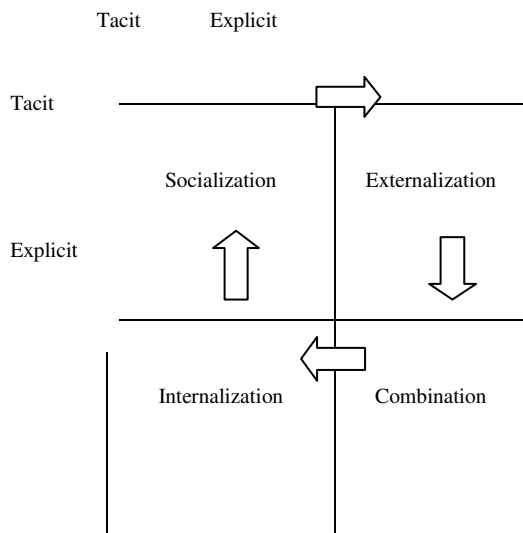 Tacit Explicit
Tacit
Socialization Externalization
Explicit
Internalization Combination